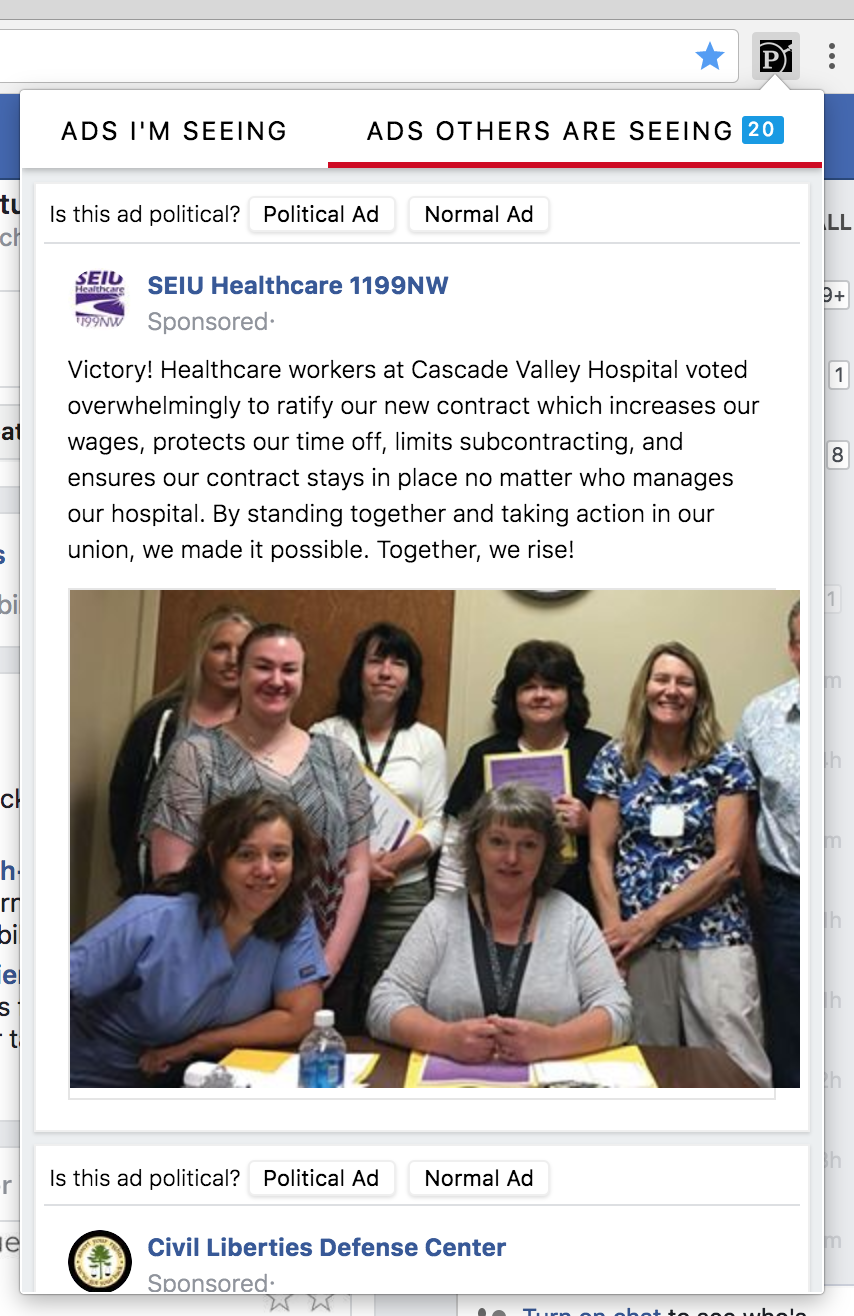 P
ADS I'M SEEING
ADS OTHERS ARE SEEING 20
Is this ad political? Political Ad Normal Ad
SEIU Healthcare 1199NW
SEIU
Healthcare
1199NW
Sponsored·
Victory! Healthcare workers at Cascade Valley Hospital voted
overwhelmingly to ratify our new contract which increases our
wages, protects our time off, limits subcontracting, and
ensures our contract stays in place no matter who manages
our hospital. By standing together and taking action in our
union, we made it possible. Together, we rise!
Is this ad political? Political Ad Normal Ad
Civil Liberties Defense Center
Sponsored·
9+
1
8
1
Turn on chat to see who's